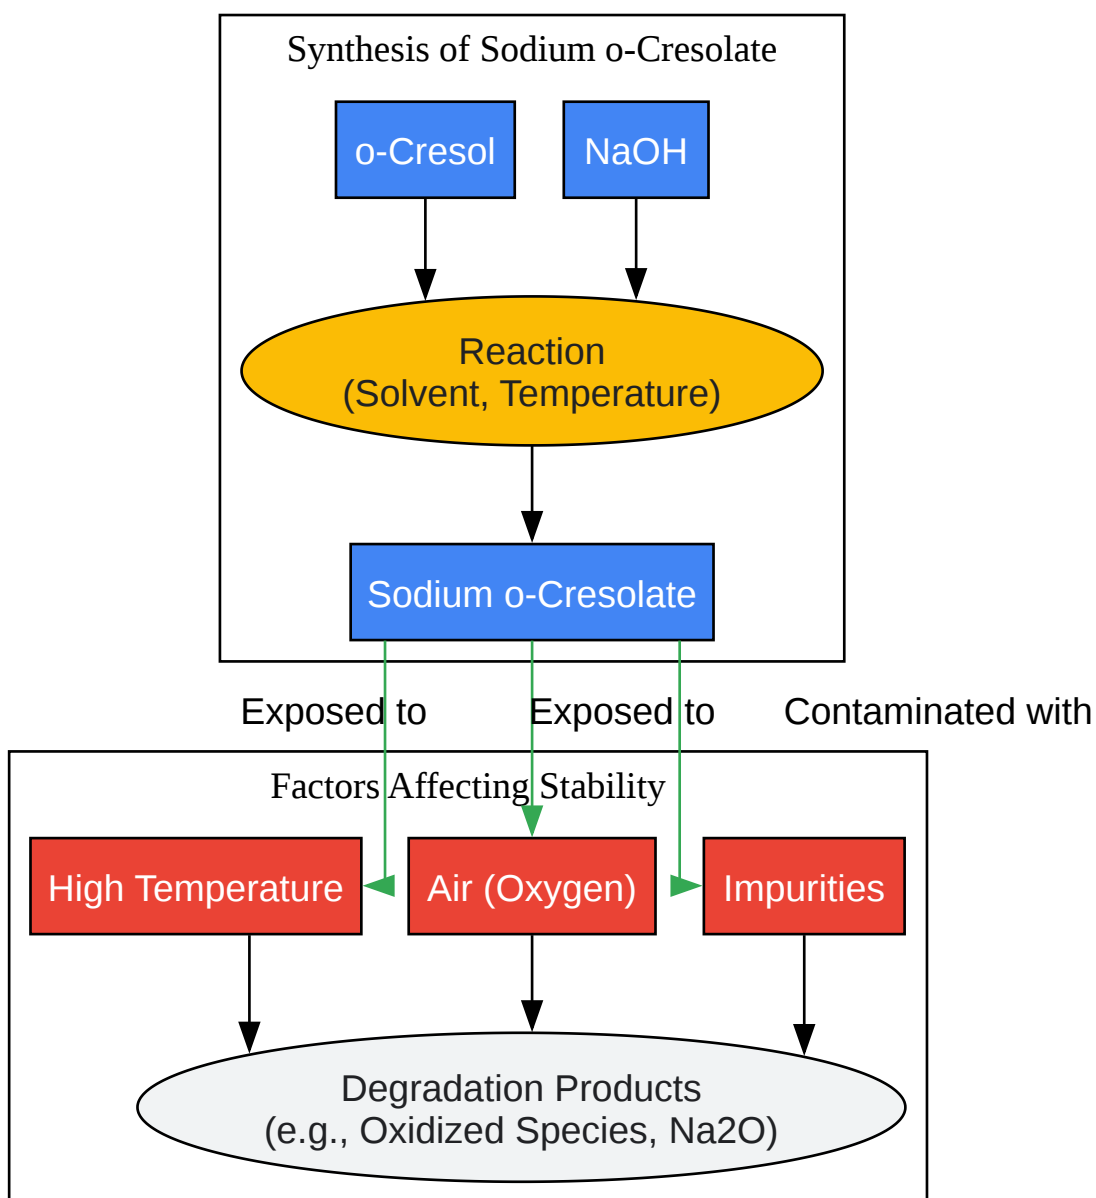 Synthesis of Sodium o-Cresolate
o-Cresol
NaOH
Reaction
(Solvent, Temperature)
Sodium o-Cresolate
Exposed to
Exposed to
Contaminated with
Factors Affecting Stability
High Temperature
Air (Oxygen)
Impurities
Degradation Products
(e.g., Oxidized Species, Na2O)